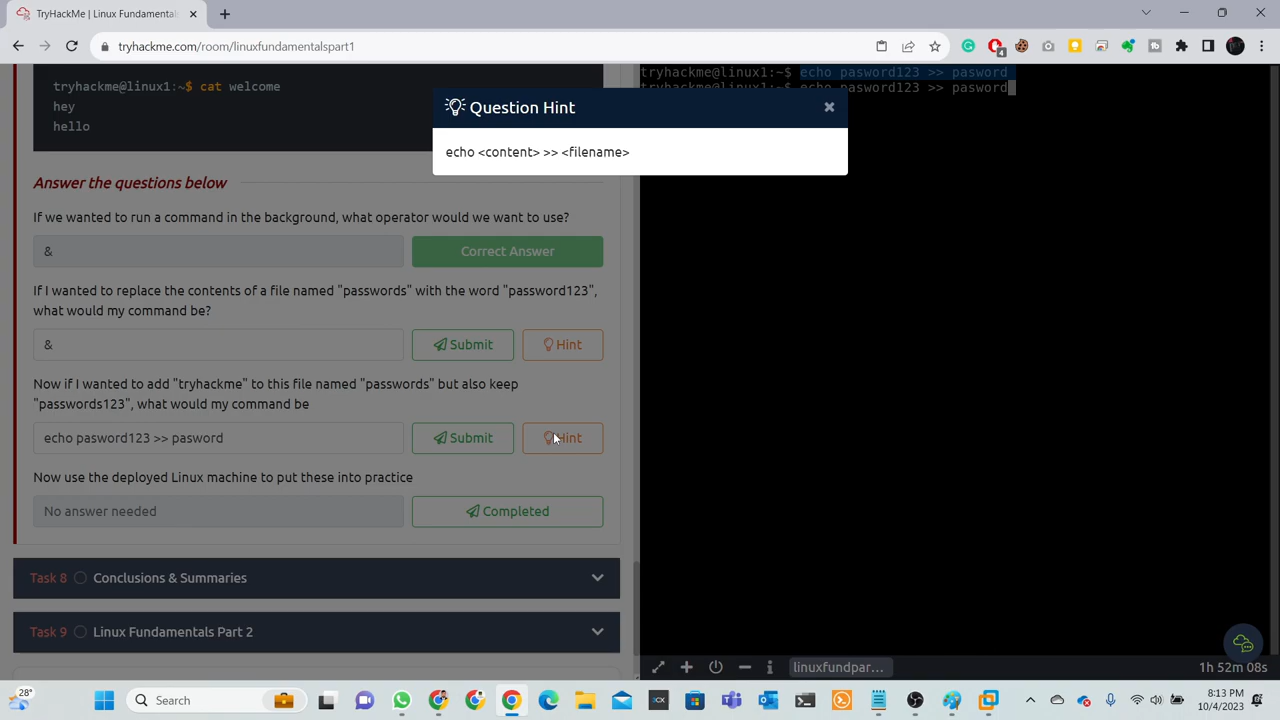 TryHackMe | Linux Fundamental
tryhackme.com/room/linuxfundamentalspart1
4
tryhackme@linux1:~$ cat welcome
hey
hello
tryhackme@linux1:~$ echo pasword123 >> pasword
tryhackme@linux1:~$ echo pasword123 >> pasword
Question Hint
echo <content> >> <filename>
Answer the questions below
If we wanted to run a command in the background, what operator would we want to use?
&
Correct Answer
If I wanted to replace the contents of a file named "passwords" with the word "password123",
what would my command be?
&
Submit
Hint
Now if I wanted to add "tryhackme" to this file named "passwords" but also keep
"passwords123", what would my command be
echo pasword123 >> pasword
Submit
Hint
Now use the deployed Linux machine to put these into practice
No answer needed
Completed
Task 8 Conclusions & Summaries
Task 9 Linux Fundamentals Part 2
linuxfundpar...
1h 52m 08s
28°
Search
8:13 PM
10/4/2023